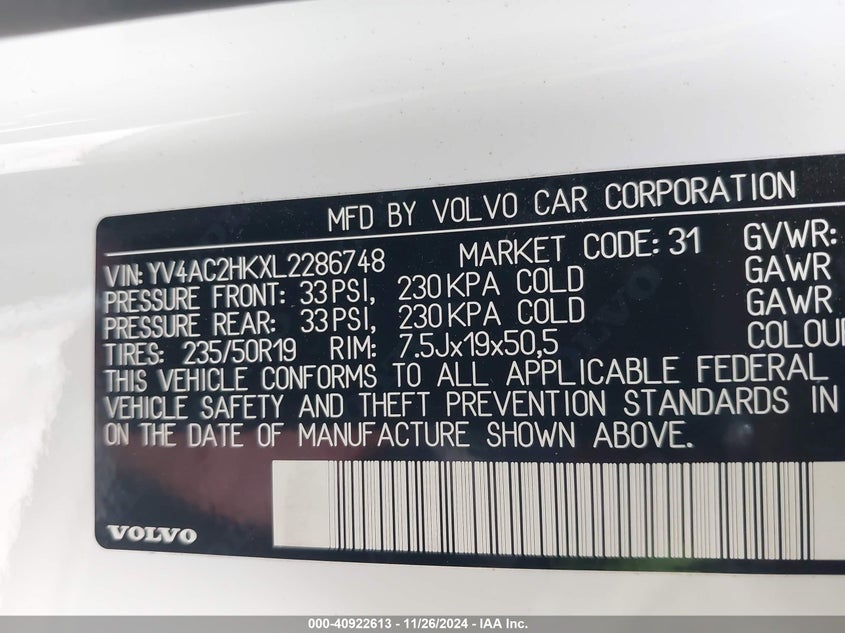 MFD BY VOLVO CAR CORPORATION
VIN: YV4AC2HKXL2286748 MARKET CODE: 31 GVWR:
PRESSURE FRONT: 33 PSI, 230 KPA COLD GAWR
PRESSURE REAR: 33 PSI, 230 KPA COLD GAWR
TIRES: 235/50R19 RIM: 7.5Jx19x50,5 COLOU
THIS VEHICLE CONFORMS TO ALL APPLICABLE FEDERAL
VEHICLE SAFETY AND THEFT PREVENTION STANDARDS IN
ON THE DATE OF MANUFACTURE SHOWN ABOVE.
VOLVO
000-40922613 - 11/26/2024 - IAA Inc.